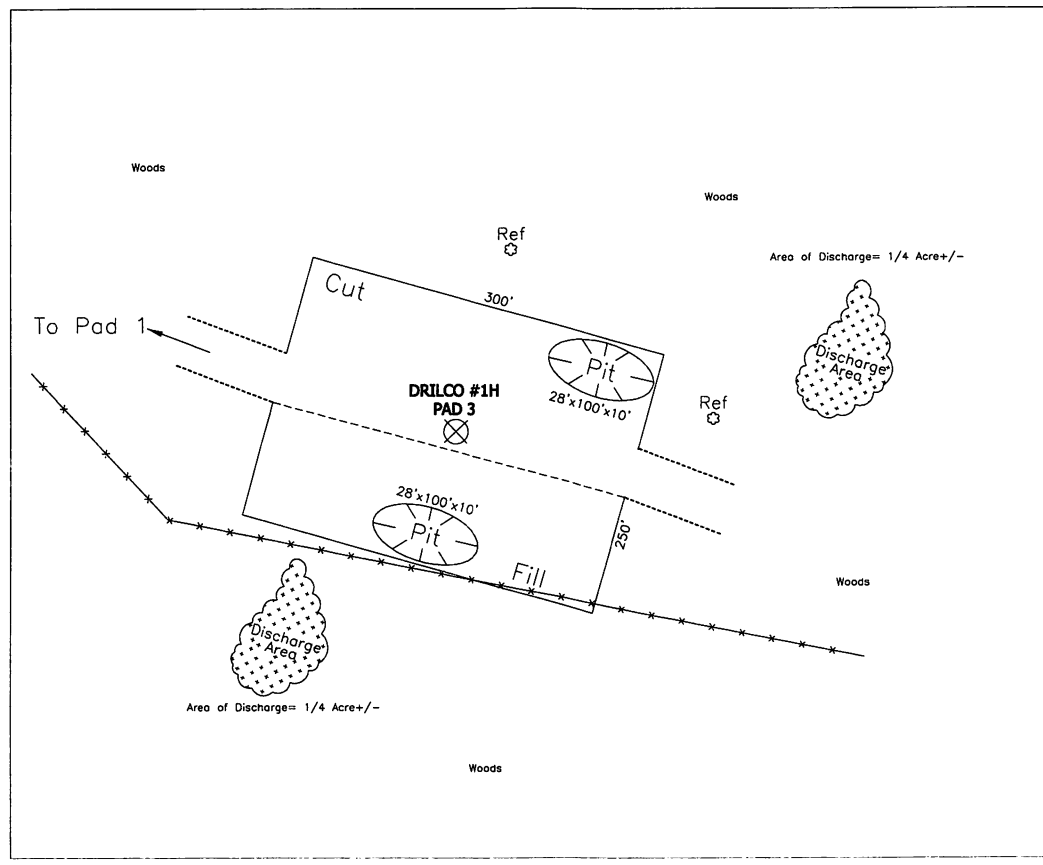 Woods
Woods
Ref
Area of Discharge= 1/4 Acre+/-
Cut
300'
To Pad 1
Discharge
Area
Pit
28'x100'x10'
DRILCO #1H
PAD 3
Ref
28'x100'x10'
Pit
250'
Fill
Woods
Discharge
Area
Area of Discharge= 1/4 Acre+/-
Woods